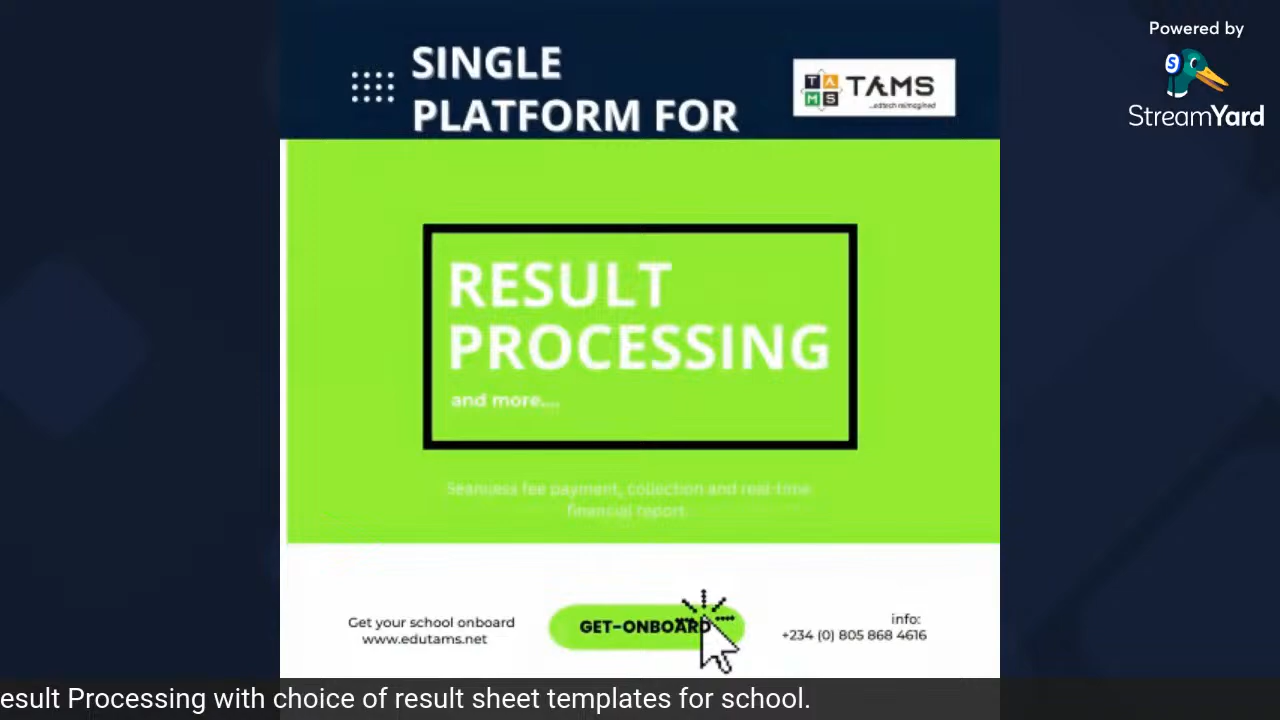 SINGLE
PLATFORM FOR
TAMS
TAMS
...edtech reimagined
Powered by
StreamYard
RESULT
PROCESSING
and more....
Seamless fee payment, collection and real-time
financial report.
Get your school onboard
www.edutams.net
GET-ONBOARD
info:
+234 (0) 805 868 4616
esult Processing with choice of result sheet templates for school.